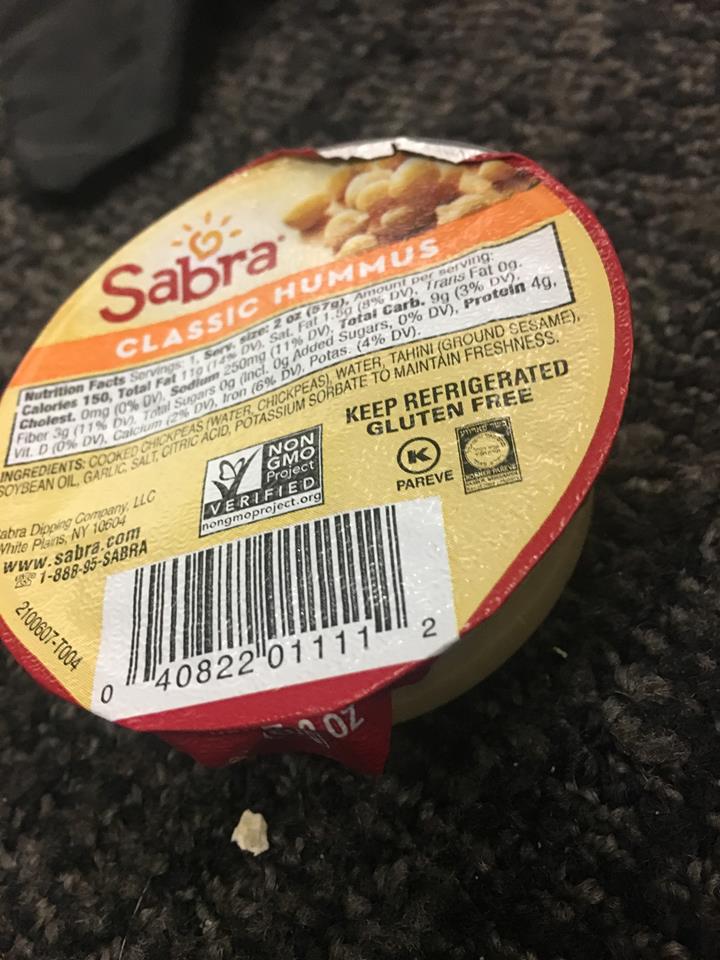 Sabra
CLASSIC HUMMUS
Nutrition Facts Servings: 1, Serv. size: 2 oz (57g), Amount per serving:
Calories 150, Total Fat 11g (14% DV), Sat. Fat 1.5g (8% DV), Trans Fat 0g.
Cholest. 0mg (0% DV), Sodium 250mg (11% DV), Total Carb. 9g (3% DV),
Fiber 3g (11% DV), Total Sugars 0g (Incl. 0g Added Sugars, 0% DV), Protein 4g,
Vit. D (0% DV), Calcium (2% DV), Iron (6% DV), Potas. (4% DV).
INGREDIENTS: COOKED CHICKPEAS (WATER, CHICKPEAS), WATER, TAHINI (GROUND SESAME),
SOYBEAN OIL, GARLIC, SALT, CITRIC ACID, POTASSIUM SORBATE TO MAINTAIN FRESHNESS.
KEEP REFRIGERATED
GLUTEN FREE
NON
GMO
Project
VERIFIED
nongmoproject.org
K
PAREVE
Dipping Company, LLC
White Plains, NY 10604
www.sabra.com
1-888-95-SABRA
2100607-T004
0 40822 01111 2
OZ